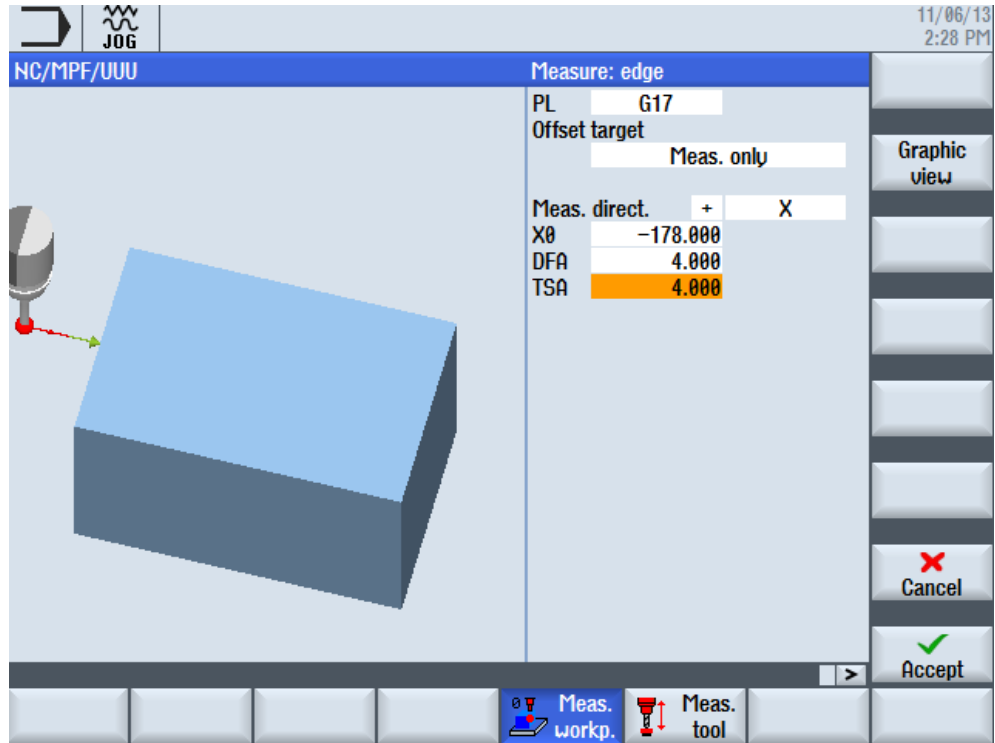 JOG
11/06/13
2:28 PM
NC/MPF/UUU
Measure: edge
PL G17
Offset target
Meas. only
Meas. direct. + X
X0 -178.000
DFA 4.000
TSA 4.000
Graphic
view
Cancel
Accept
>
Meas.
workp.
Meas.
tool